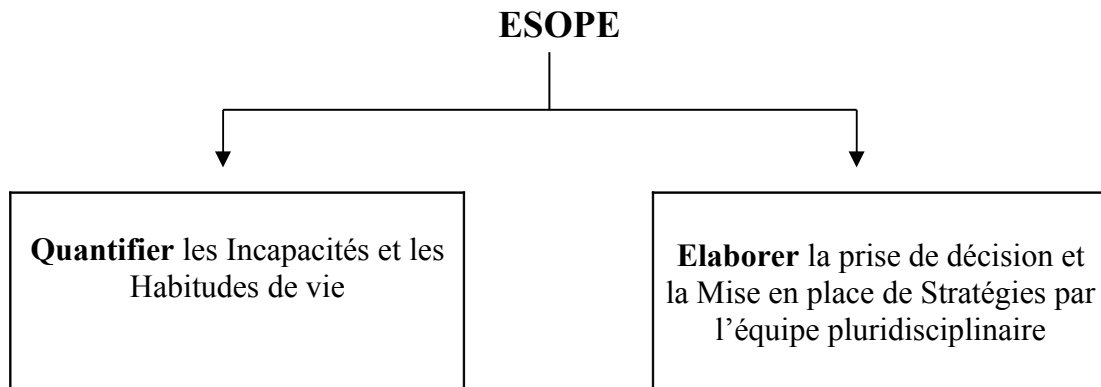 ESOPE
Quantifier les Incapacités et les
Habitudes de vie
Elaborer la prise de décision et
la Mise en place de Stratégies par
l’équipe pluridisciplinaire